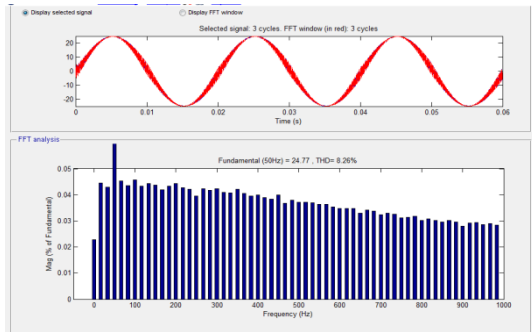 Display selected signal Display FFT window
Selected signal: 3 cycles. FFT window (in red): 3 cycles
20
10
0
-10
-20
0 0.01 0.02 0.03 0.04 0.05 0.06
Time (s)
FFT analysis
Fundamental (50Hz) = 24.77 , THD= 8.26%
0.05
0.04
0.03
0.02
0.01
0
Mag (% of Fundamental)
0 100 200 300 400 500 600 700 800 900 1000
Frequency (Hz)